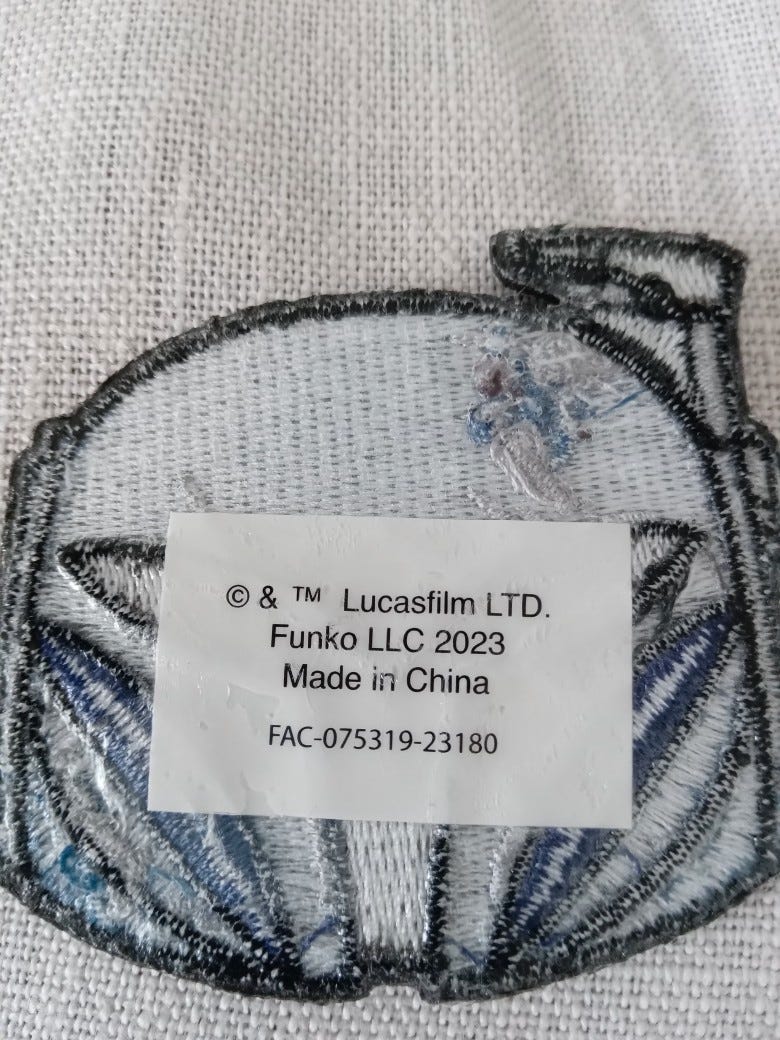 © & ™ Lucasfilm LTD.
Funko LLC 2023
Made in China
FAC-075319-23180